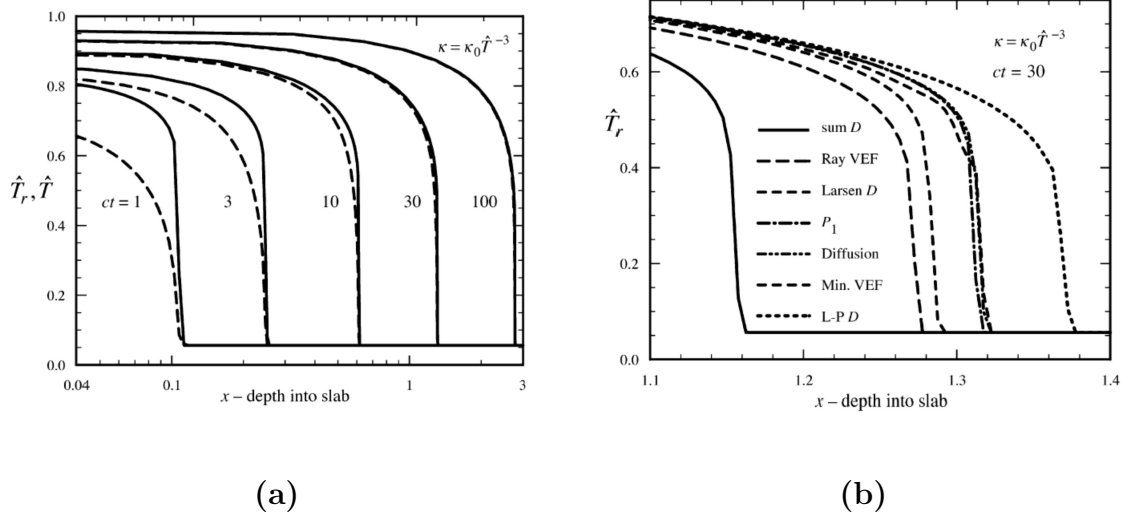 1.0
0.8
0.6
0.4
0.2
0.0
T̂r, T̂
κ = κ0 T̂ −3
ct = 1 3 10 30 100
0.04 0.1 1 3
x – depth into slab
(a)
0.6
0.4
0.2
0.0
T̂r
κ = κ0 T̂ −3
ct = 30
sum D
Ray VEF
Larsen D
P1
Diffusion
Min. VEF
L-P D
1.1 1.2 1.3 1.4
x – depth into slab
(b)